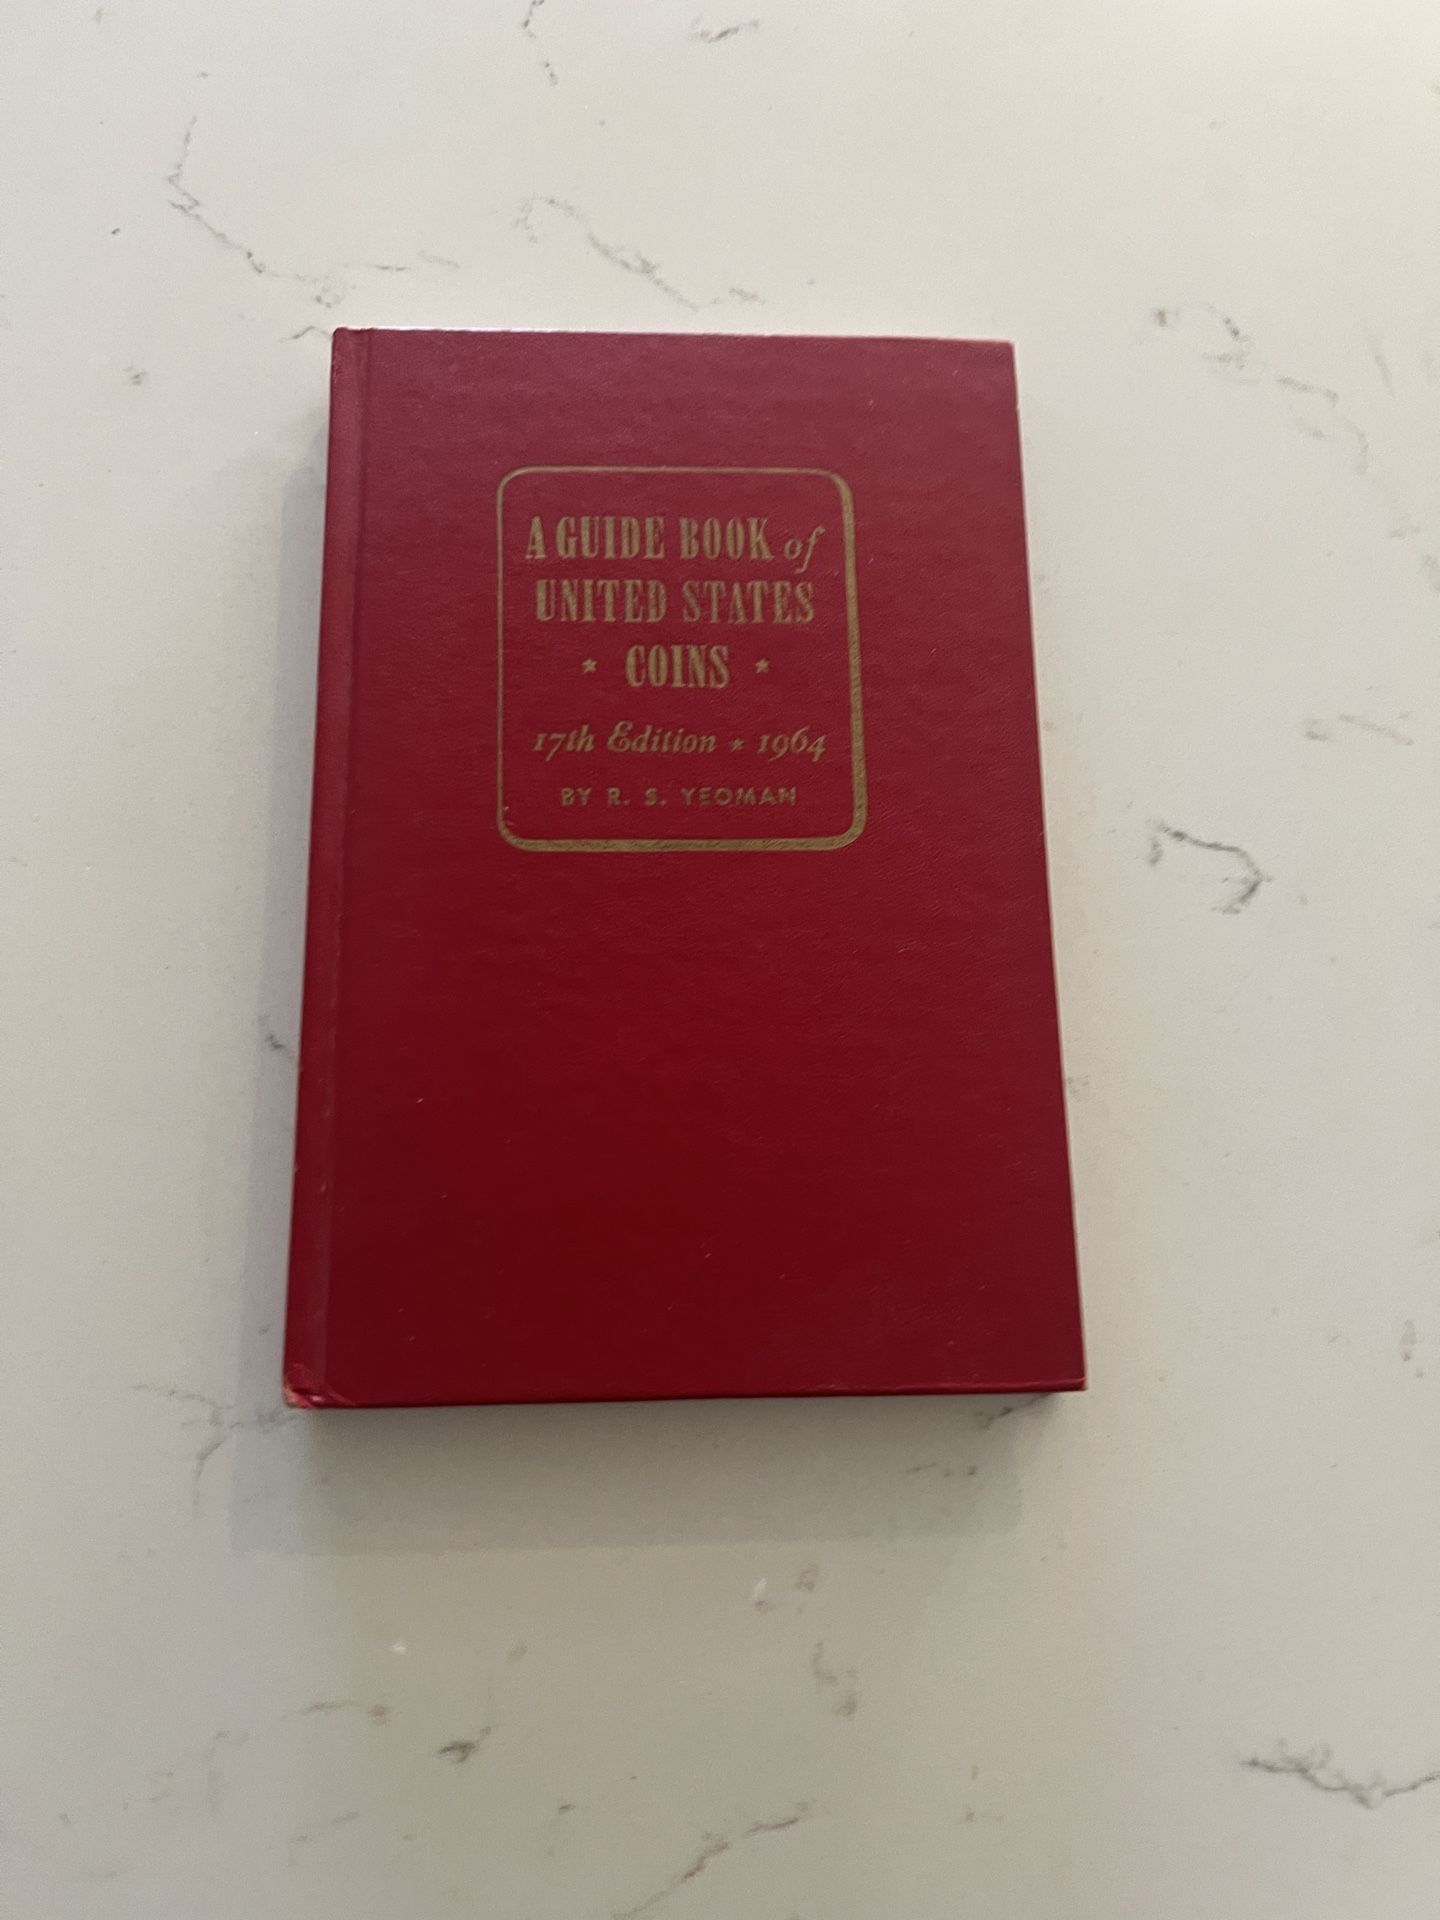 A GUIDE BOOK of
UNITED STATES
★ COINS ★
17th Edition ★ 1964
BY R. S. YEOMAN